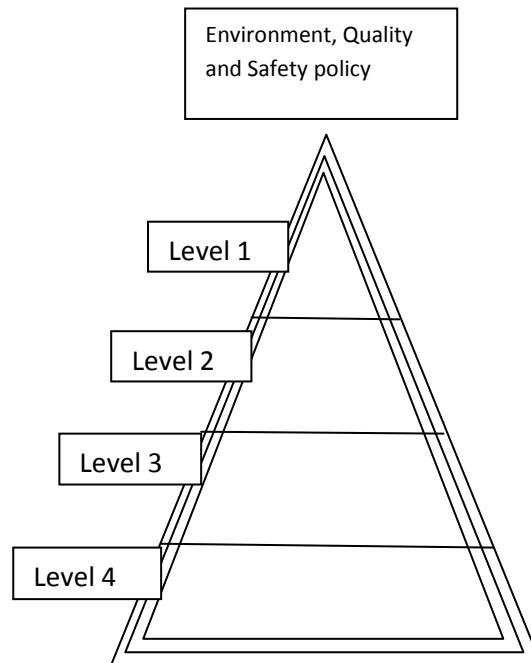 Environment, Quality
and Safety policy
Level 1
Level 2
Level 3
Level 4